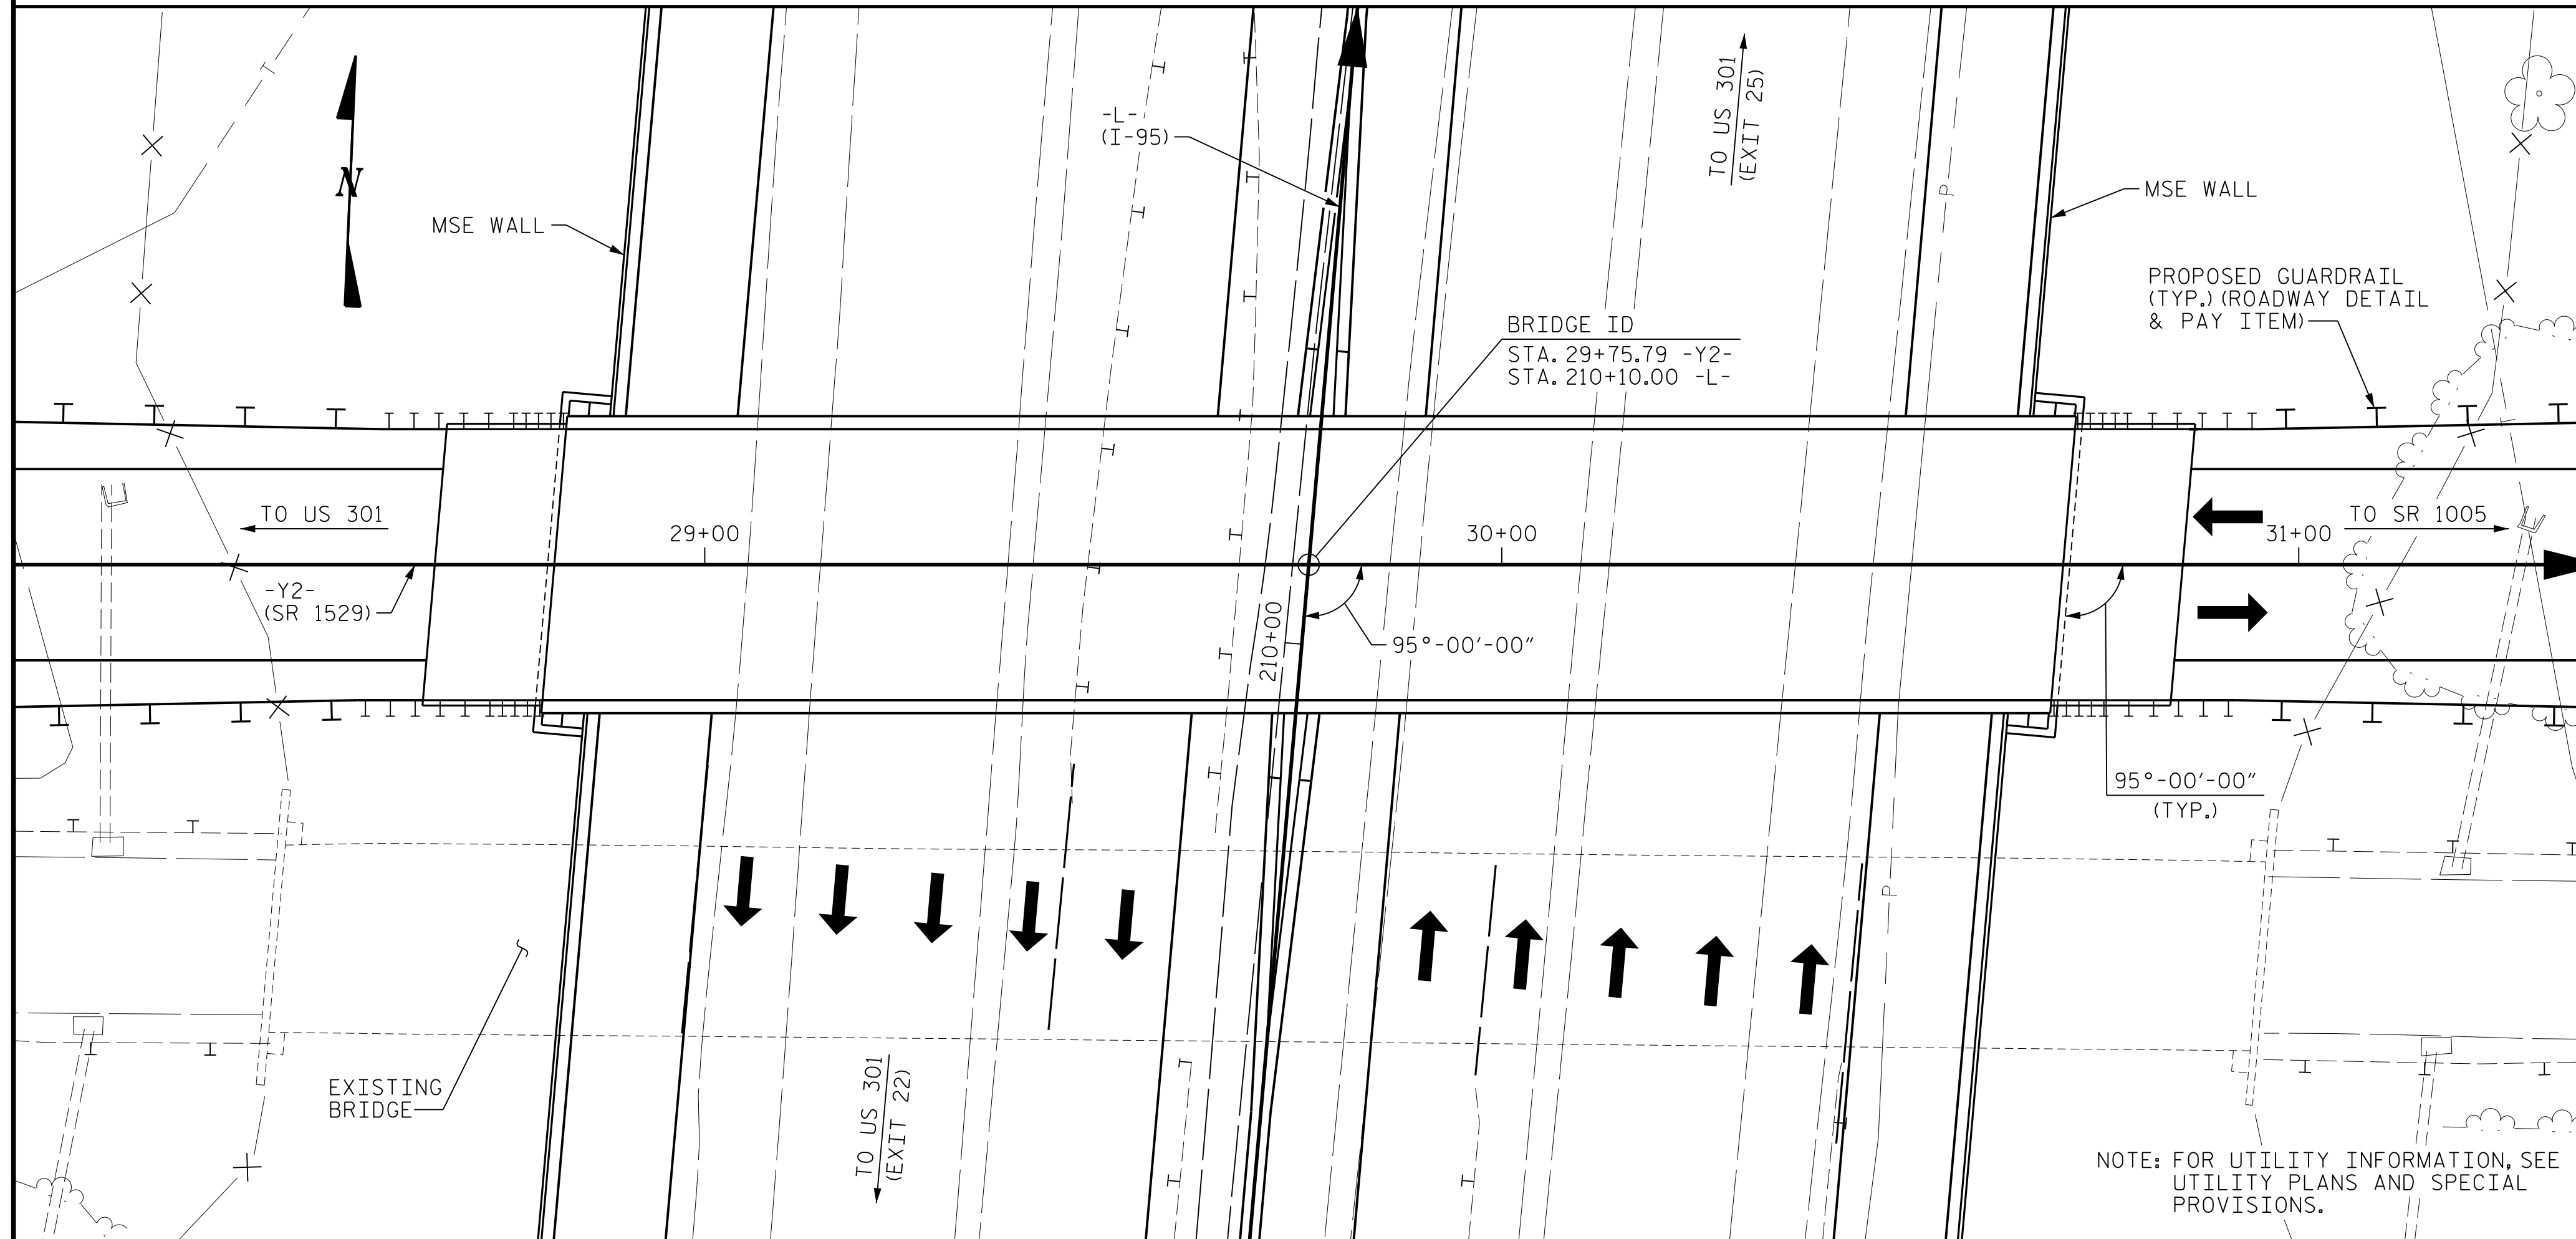 -L-
(I-95)
TO US 301
(EXIT 25)
N
MSE WALL
MSE WALL
PROPOSED GUARDRAIL
(TYP.) (ROADWAY DETAIL
& PAY ITEM)
BRIDGE ID
STA. 29+75.79 -Y2-
STA. 210+10.00 -L-
TO US 301
29+00
30+00
31+00
TO SR 1005
-Y2-
(SR 1529)
210+00
95°-00'-00"
95°-00'-00"
(TYP.)
EXISTING
BRIDGE
TO US 301
(EXIT 22)
P
P
T
NOTE: FOR UTILITY INFORMATION, SEE
UTILITY PLANS AND SPECIAL
PROVISIONS.